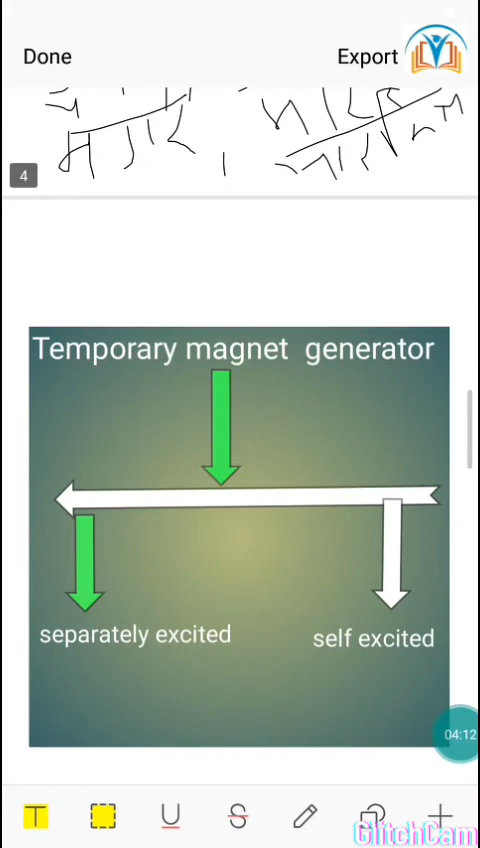 Done
Export
4
Temporary magnet generator
separately excited
self excited
04:12
T
U
S
GlitchCam